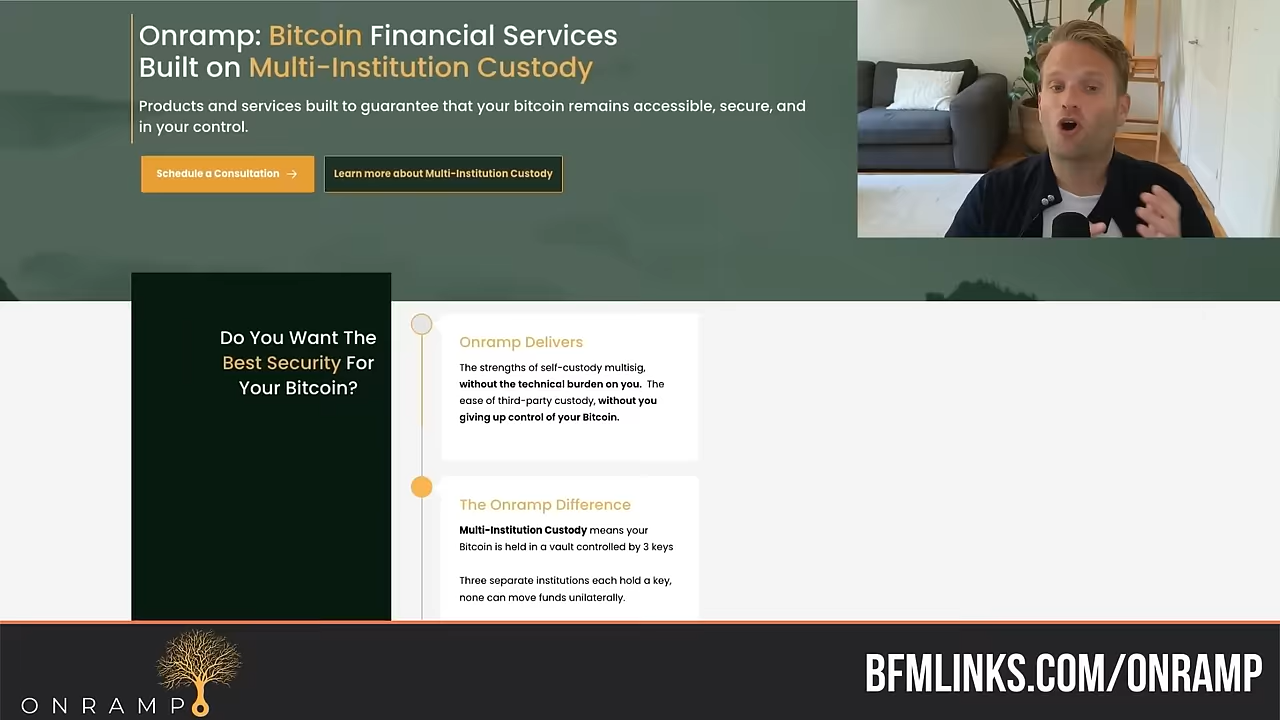 Onramp: Bitcoin Financial Services
Built on Multi-Institution Custody
Products and services built to guarantee that your bitcoin remains accessible, secure, and
in your control.
Schedule a Consultation →
Learn more about Multi-Institution Custody
Do You Want The
Best Security For
Your Bitcoin?
Onramp Delivers
The strengths of self-custody multisig,
without the technical burden on you. The
ease of third-party custody, without you
giving up control of your Bitcoin.
The Onramp Difference
Multi-Institution Custody means your
Bitcoin is held in a vault controlled by 3 keys
Three separate institutions each hold a key,
none can move funds unilaterally.
ONRAMP
BFMLINKS.COM/ONRAMP